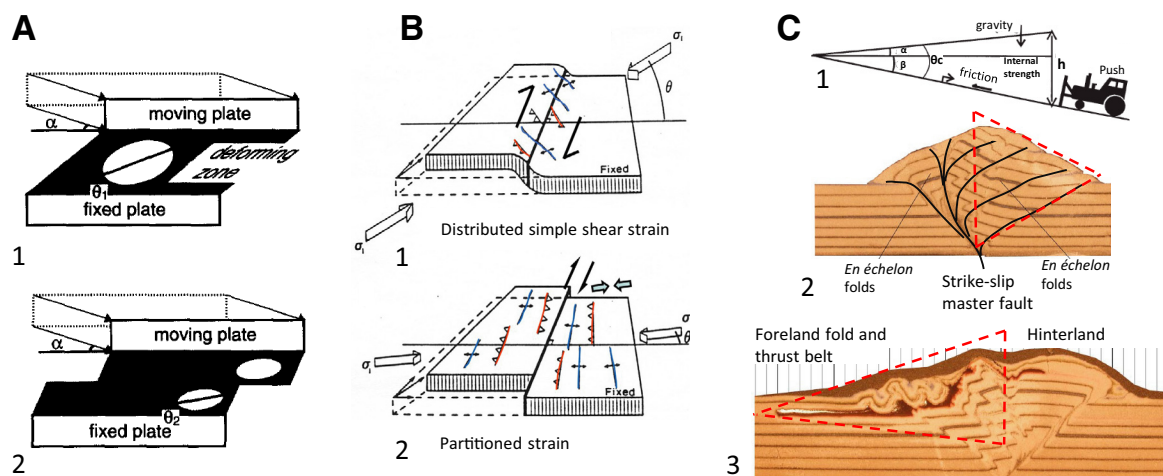 A
moving plate
α
deforming
zone
θ1
fixed plate
1
moving plate
α
θ2
fixed plate
2
B
σ1
θ
Fixed
σ1
Distributed simple shear strain
1
σ
θ
σ1
Fixed
2
Partitioned strain
C
gravity
1
α
β
θc
Internal
strength
h
friction
Push
En échelon
folds
Strike-slip
master fault
En échelon
folds
2
Foreland fold and
thrust belt
Hinterland
3